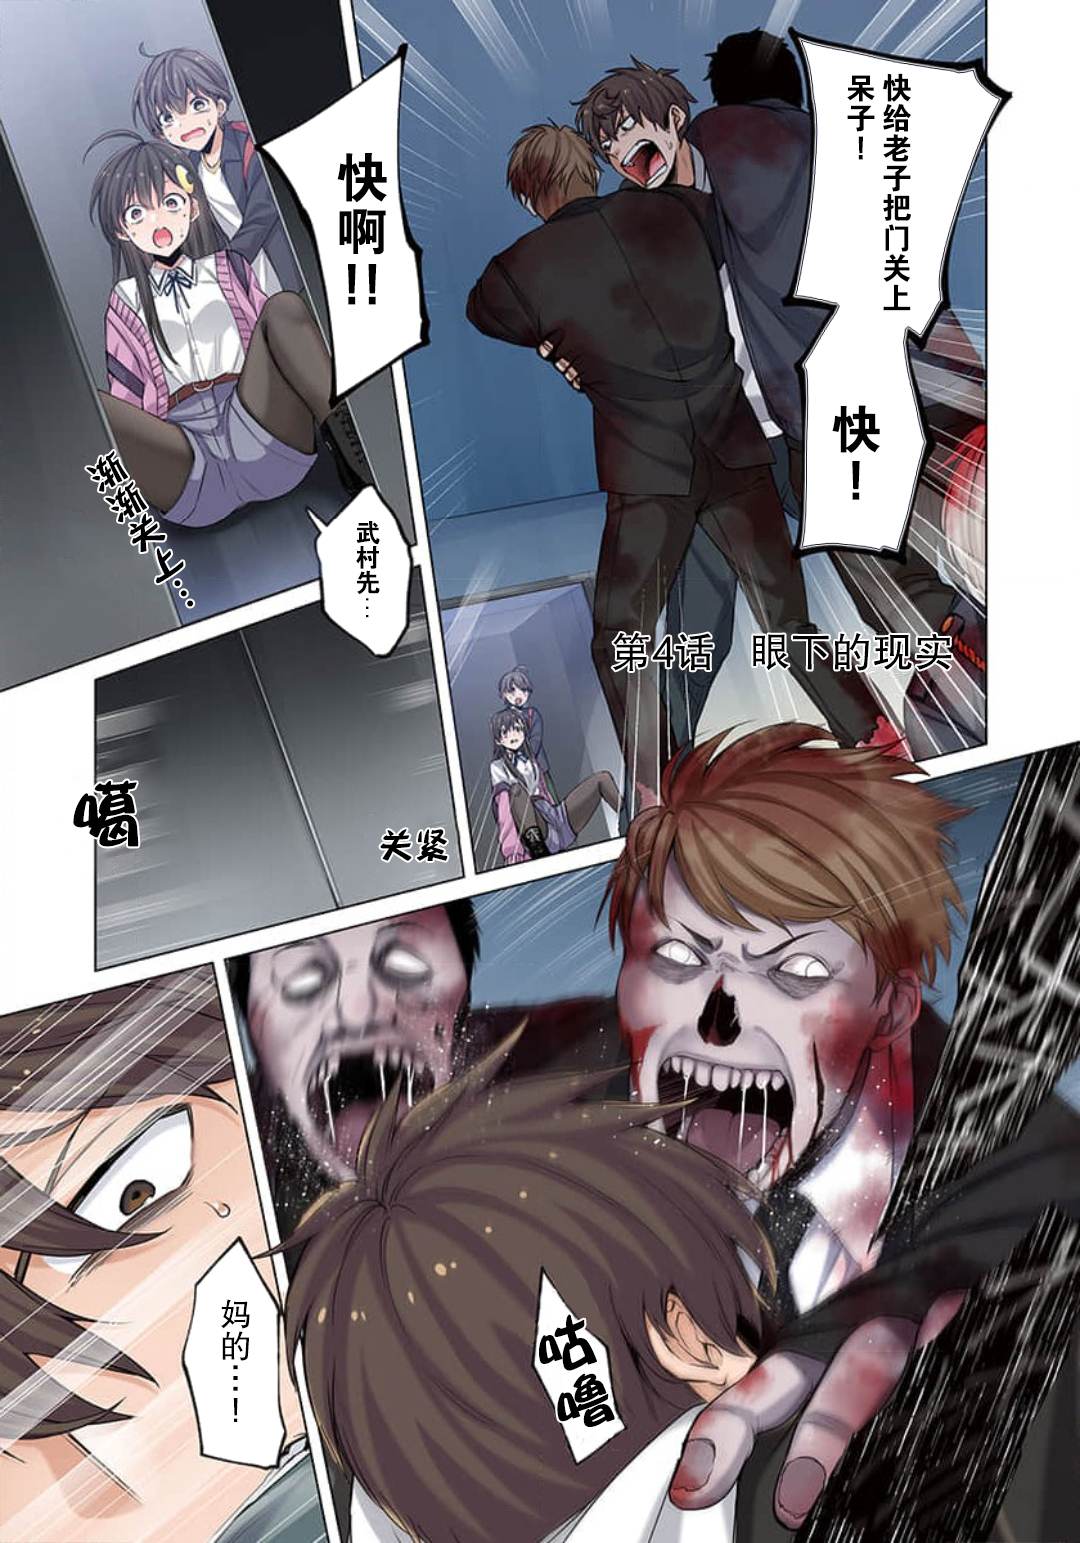 快给老子把门关上
呆子！
快！
快啊!!
渐渐关上…
武村先…
第4话　眼下的现实
噶
关紧
妈的…！
咕噜